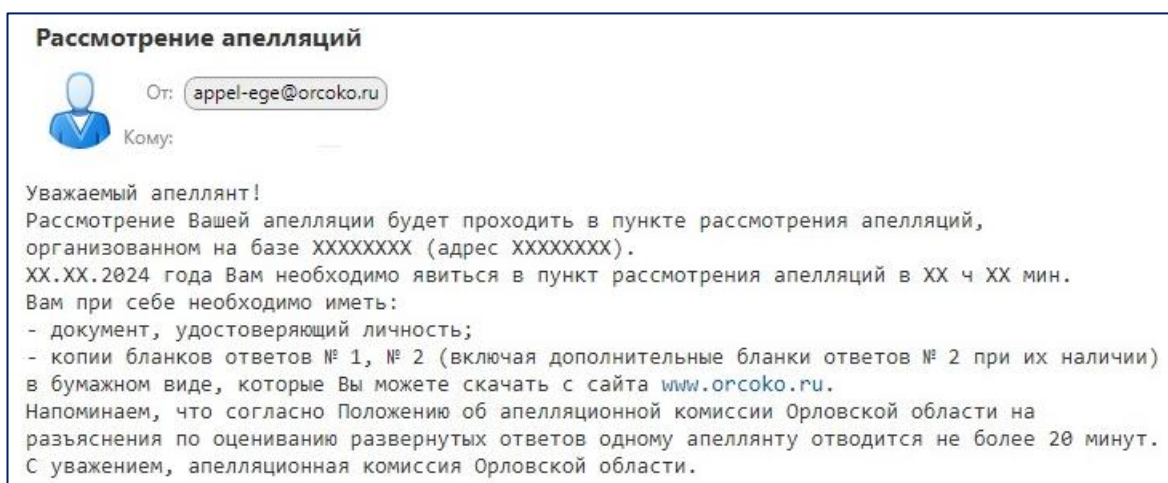 Рассмотрение апелляций
От: appel-ege@orcoko.ru
Кому:
Уважаемый апеллянт!
Рассмотрение Вашей апелляции будет проходить в пункте рассмотрения апелляций,
организованном на базе XXXXXXXX (адрес XXXXXXXX).
XX.XX.2024 года Вам необходимо явиться в пункт рассмотрения апелляций в XX ч XX мин.
Вам при себе необходимо иметь:
- документ, удостоверяющий личность;
- копии бланков ответов № 1, № 2 (включая дополнительные бланки ответов № 2 при их наличии)
в бумажном виде, которые Вы можете скачать с сайта www.orcoko.ru.
Напоминаем, что согласно Положению об апелляционной комиссии Орловской области на
разъяснения по оцениванию развернутых ответов одному апеллянту отводится не более 20 минут.
С уважением, апелляционная комиссия Орловской области.